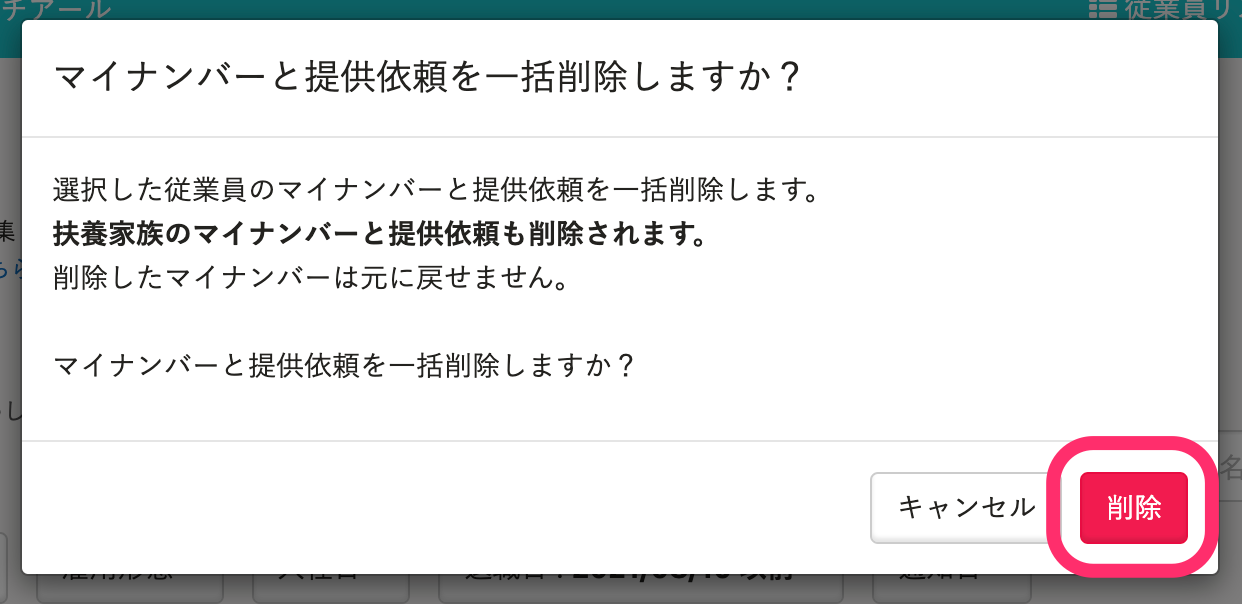 チアール
従業員リ
マイナンバーと提供依頼を一括削除しますか？
選択した従業員のマイナンバーと提供依頼を一括削除します。
扶養家族のマイナンバーと提供依頼も削除されます。
削除したマイナンバーは元に戻せません。
マイナンバーと提供依頼を一括削除しますか？
集
し
名
キャンセル
削除